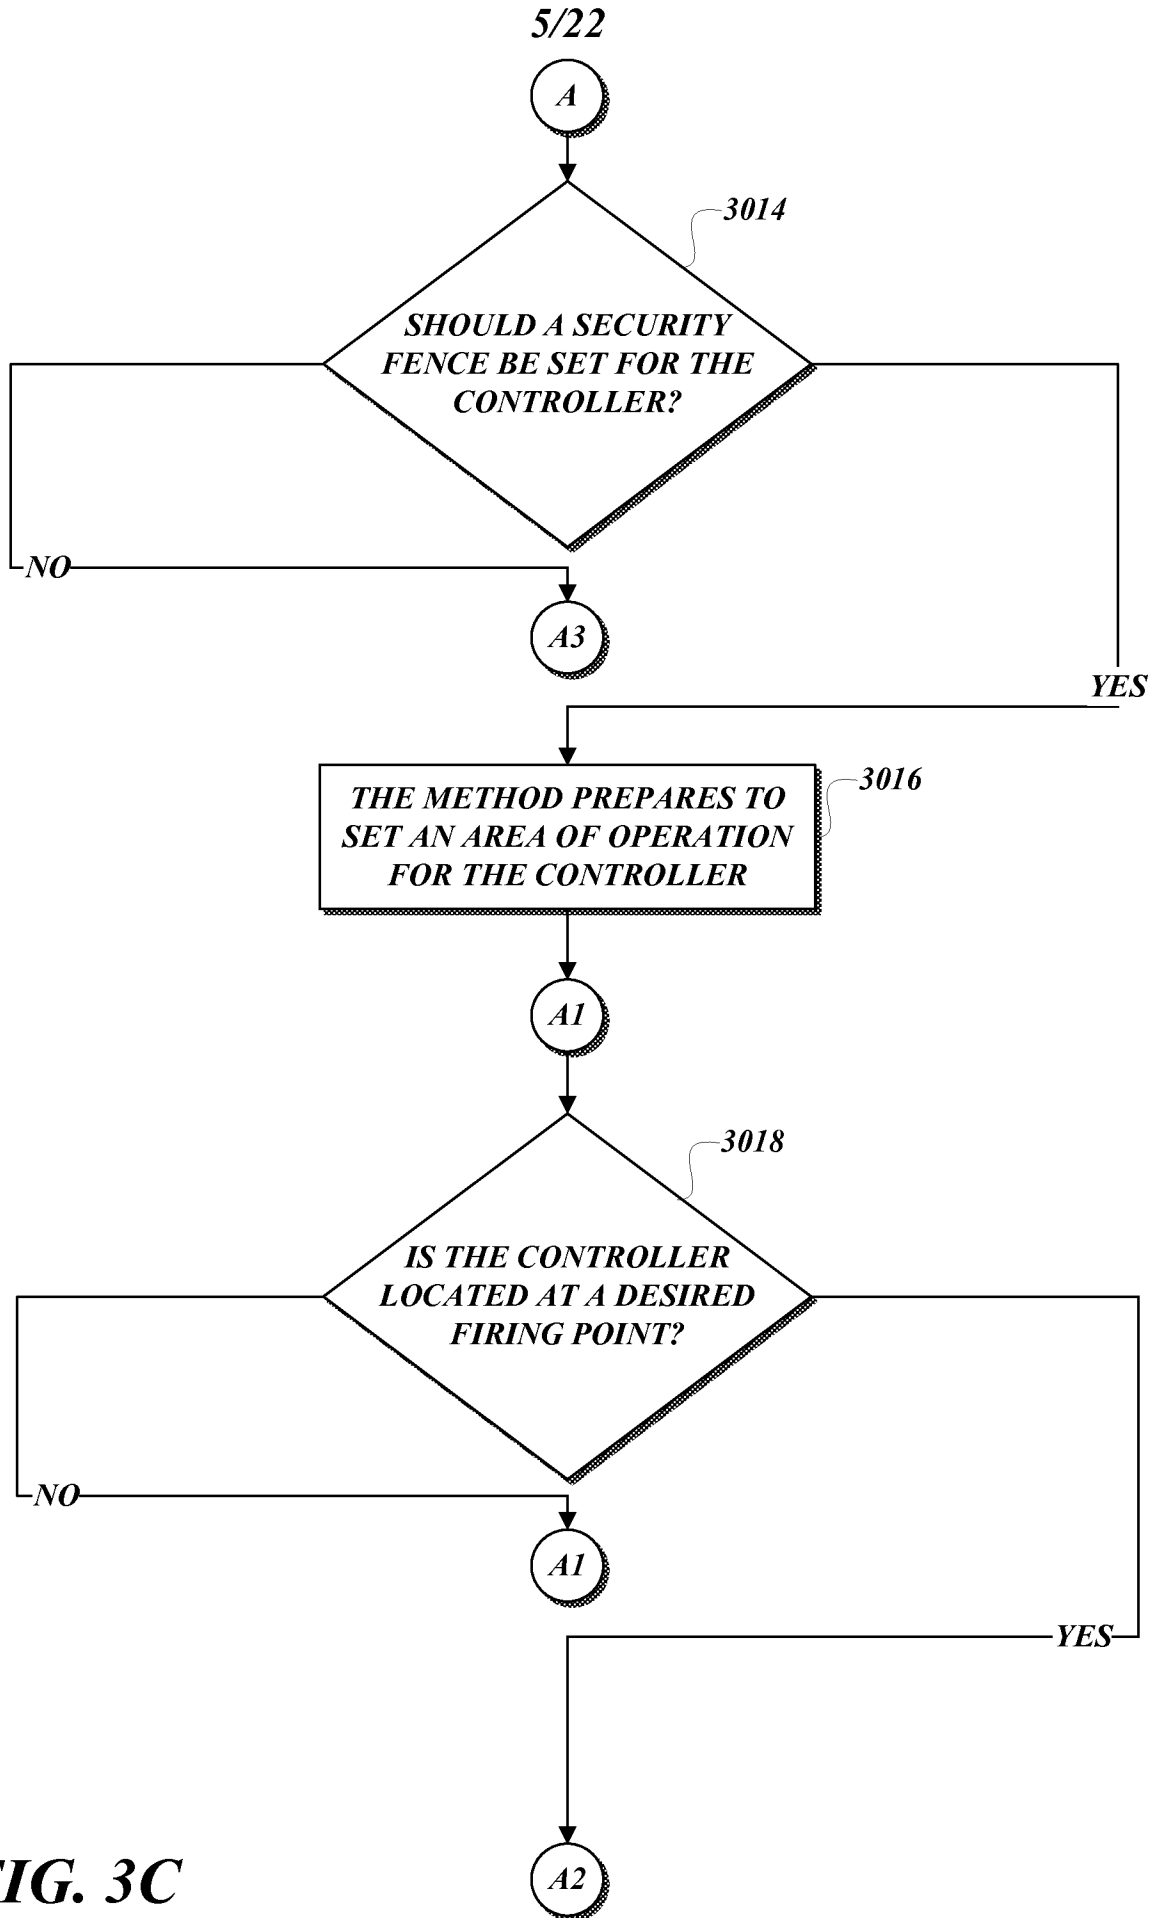 5/22
A
3014
SHOULD A SECURITY
FENCE BE SET FOR THE
CONTROLLER?
NO
A3
YES
3016
THE METHOD PREPARES TO
SET AN AREA OF OPERATION
FOR THE CONTROLLER
A1
3018
IS THE CONTROLLER
LOCATED AT A DESIRED
FIRING POINT?
NO
A1
YES
A2
FIG. 3C